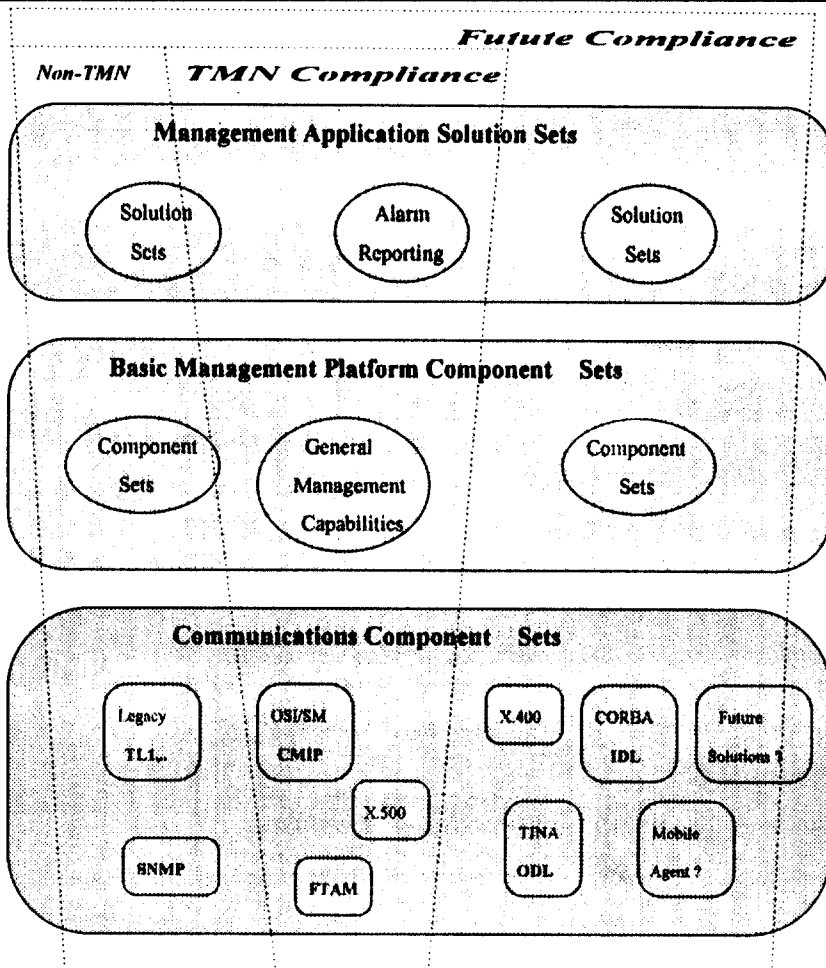 Futute Compliance
Non-TMN TMN Compliance
Management Application Solution Sets
Solution
Sets
Alarm
Reporting
Solution
Sets
Basic Management Platform Component Sets
Component
Sets
General
Management
Capabilities
Component
Sets
Communications Component Sets
Legacy
TL1,..
OSI/SM
CMIP
X.400
CORBA
IDL
Future
Solutions ?
X.500
SNMP
FTAM
TINA
ODL
Mobile
Agent ?